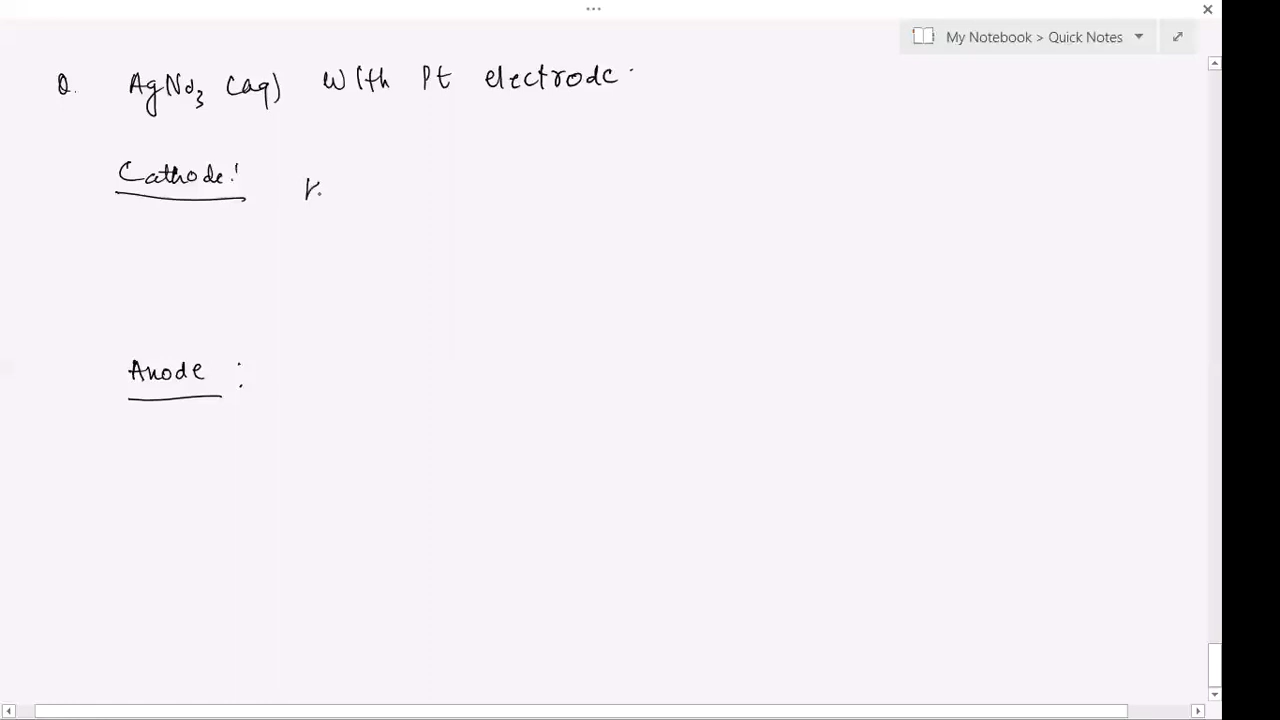 ...
My Notebook > Quick Notes
Q. AgNO3 (aq) with Pt electrode.
Cathode:
Anode :